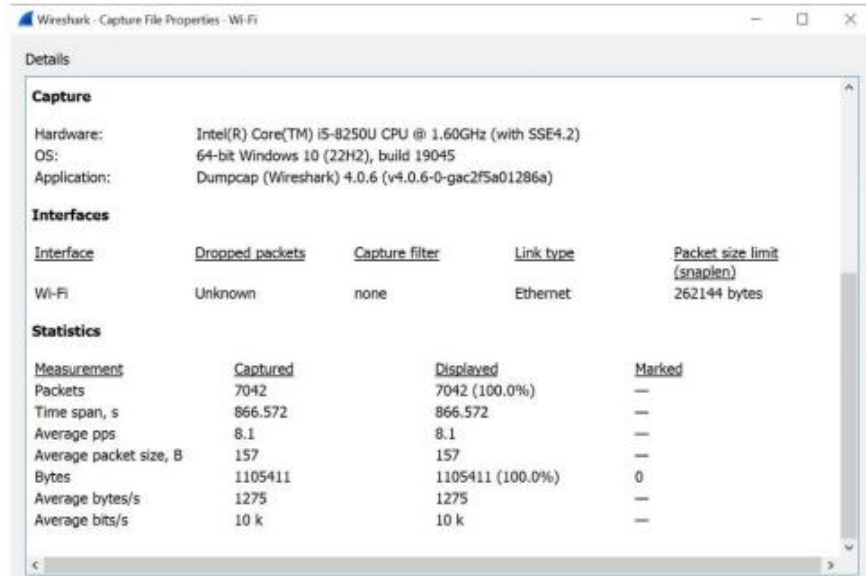 Wireshark · Capture File Properties · Wi-Fi
Details
Capture
Hardware: Intel(R) Core(TM) i5-8250U CPU @ 1.60GHz (with SSE4.2)
OS: 64-bit Windows 10 (22H2), build 19045
Application: Dumpcap (Wireshark) 4.0.6 (v4.0.6-0-gac2f5a01286a)
Interfaces
Interface Dropped packets Capture filter Link type Packet size limit (snaplen)
Wi-Fi Unknown none Ethernet 262144 bytes
Statistics
Measurement Captured Displayed Marked
Packets 7042 7042 (100.0%) —
Time span, s 866.572 866.572 —
Average pps 8.1 8.1 —
Average packet size, B 157 157 —
Bytes 1105411 1105411 (100.0%) 0
Average bytes/s 1275 1275 —
Average bits/s 10 k 10 k —